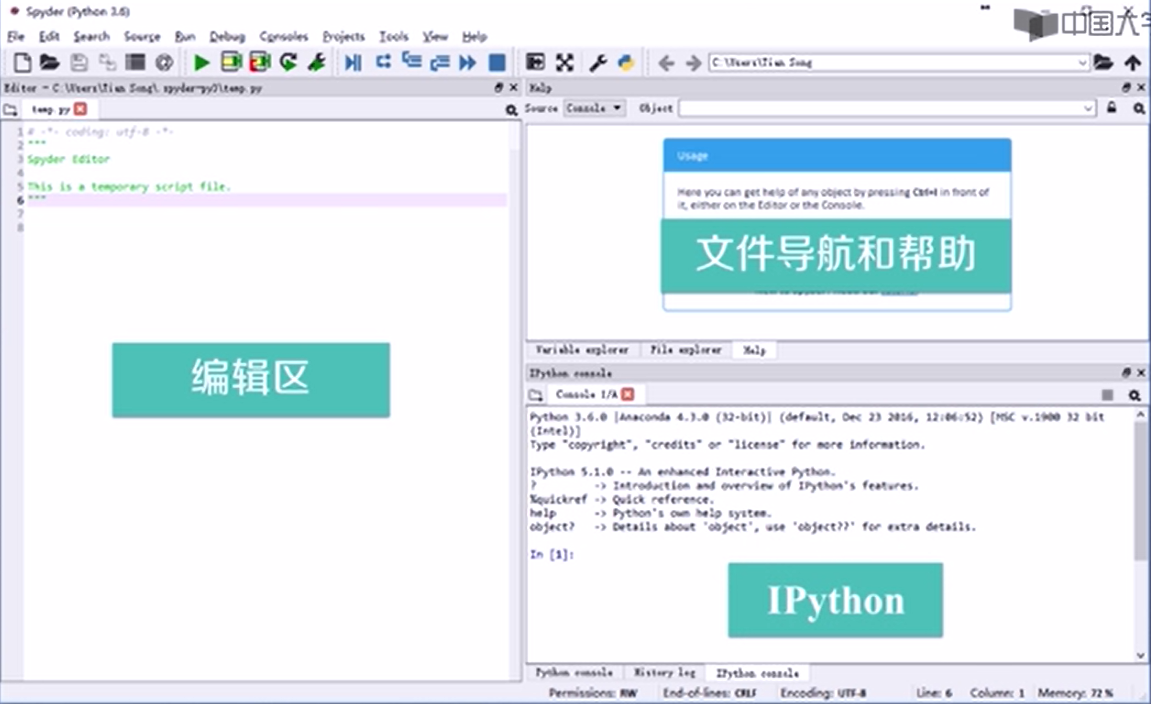 Spyder (Python 3.6)
中国大学
File Edit Search Source Run Debug Consoles Projects Tools View Help
C:\Users\Tian Song
Editor - C:\Users\Tian Song\.spyder-py3\temp.py
temp.py
1 # -*- coding: utf-8 -*-
2 """
3 Spyder Editor
4
5 This is a temporary script file.
6 """
7
8
编辑区
Help
Source Console Object
Usage
Here you can get help of any object by pressing Ctrl+I in front of
it, either on the Editor or the Console.
文件导航和帮助
Variable explorer File explorer Help
IPython console
Console 1/A
Python 3.6.0 |Anaconda 4.3.0 (32-bit)| (default, Dec 23 2016, 12:06:52) [MSC v.1900 32 bit
(Intel)]
Type "copyright", "credits" or "license" for more information.
IPython 5.1.0 -- An enhanced Interactive Python.
? -> Introduction and overview of IPython's features.
%quickref -> Quick reference.
help -> Python's own help system.
object? -> Details about 'object', use 'object??' for extra details.
In [1]:
IPython
Python console History log IPython console
Permissions: RW End-of-lines: CRLF Encoding: UTF-8 Line: 6 Column: 1 Memory: 72 %